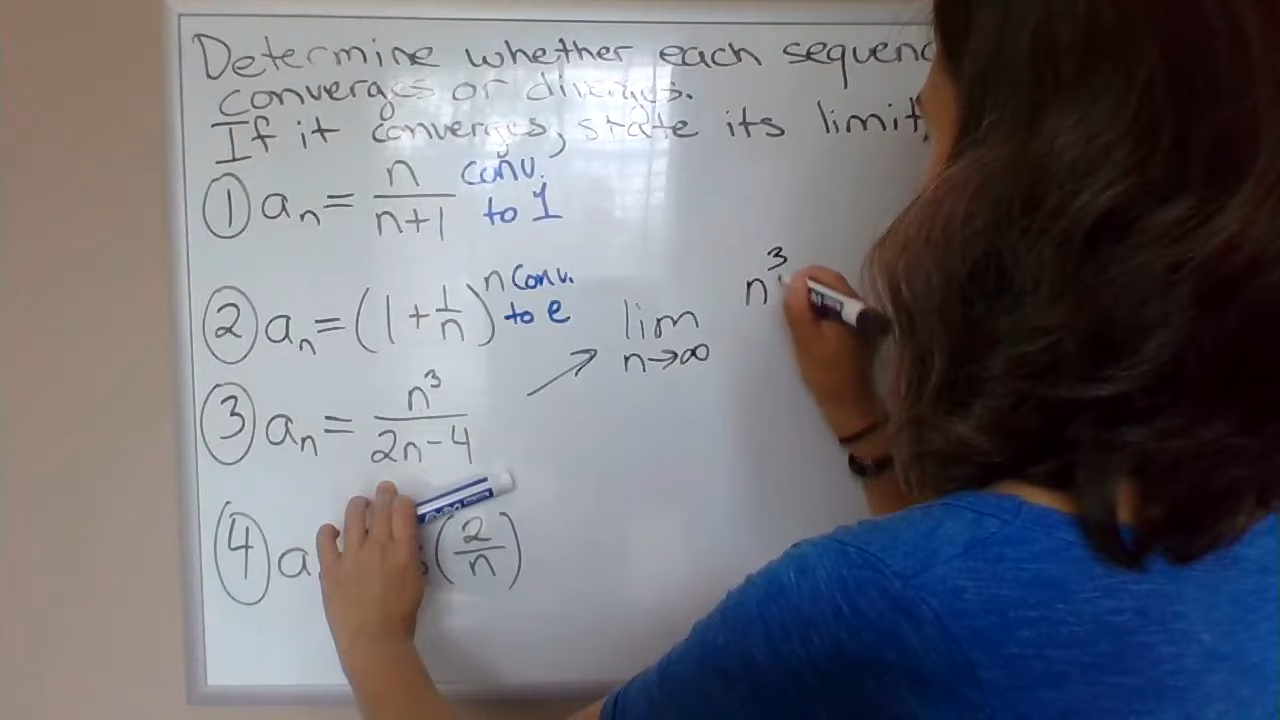 Determine whether each sequenc
converges or diverges.
If it converges, state its limit.
① aₙ = n/(n+1) conv. to 1
② aₙ = (1 + 1/n)ⁿ conv. to e
③ aₙ = n³/(2n-4)
lim n→∞ n³
④ a (2/n)